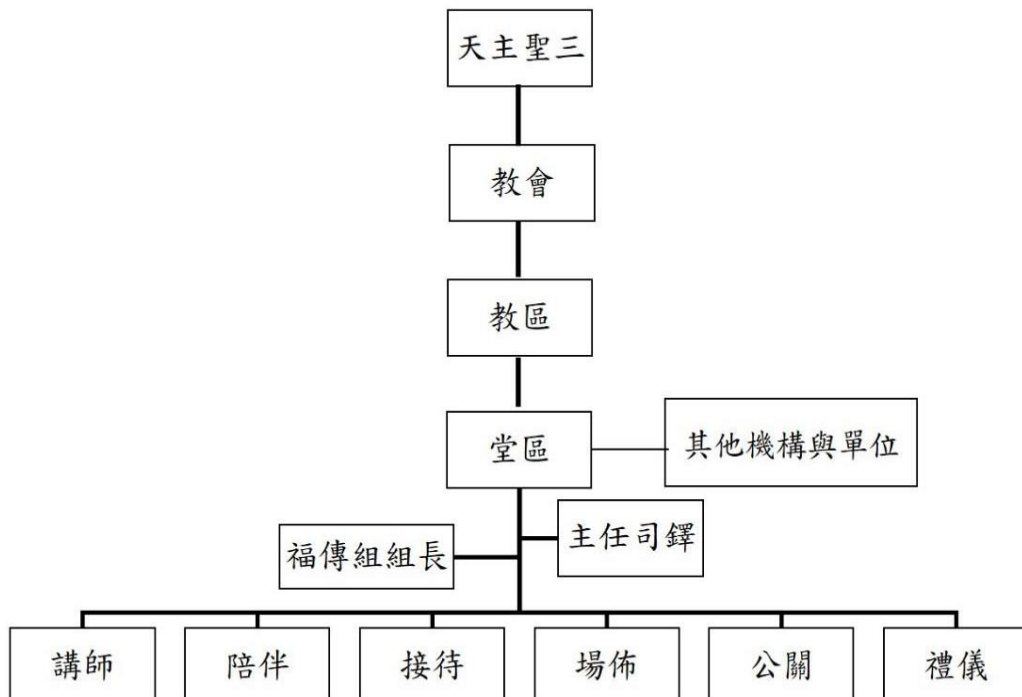 天主聖三
教會
教區
堂區
其他機構與單位
主任司鐸
福傳組組長
講師
陪伴
接待
場佈
公關
禮儀